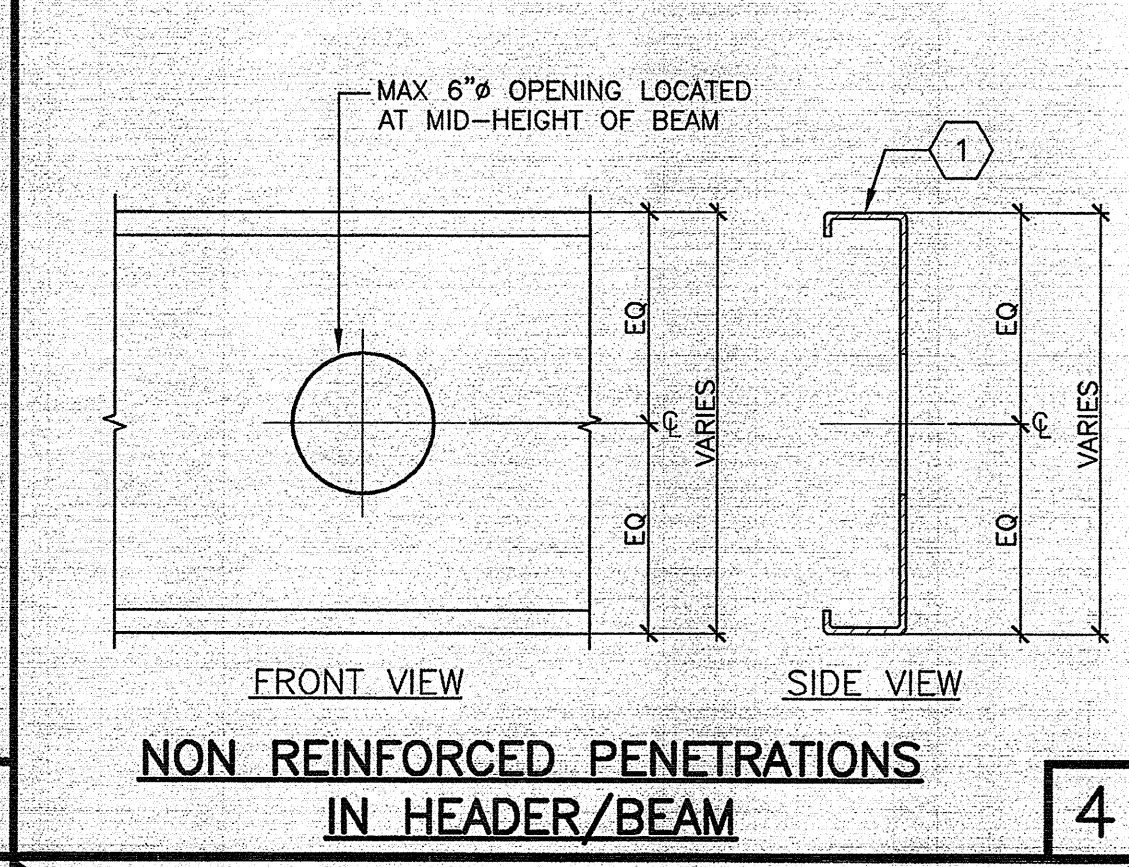 MAX 6"ø OPENING LOCATED
AT MID-HEIGHT OF BEAM
1
EQ
EQ
℄
VARIES
EQ
EQ
℄
VARIES
FRONT VIEW
SIDE VIEW
NON REINFORCED PENETRATIONS
IN HEADER/BEAM
4